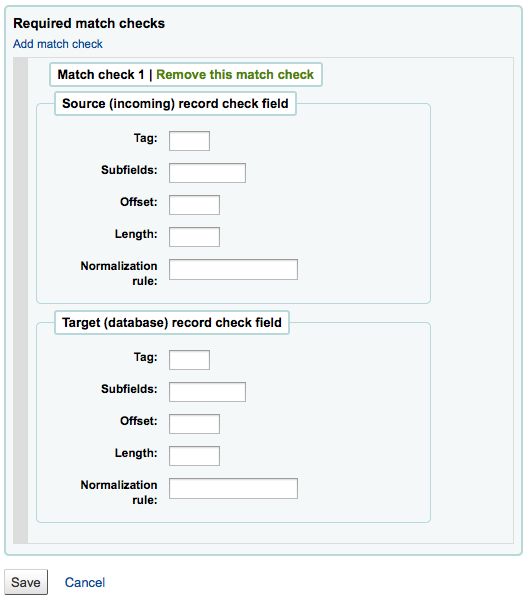 Required match checks
Add match check
Match check 1 | Remove this match check
Source (incoming) record check field
Tag:
Subfields:
Offset:
Length:
Normalization
rule:
Target (database) record check field
Tag:
Subfields:
Offset:
Length:
Normalization
rule:
Save Cancel